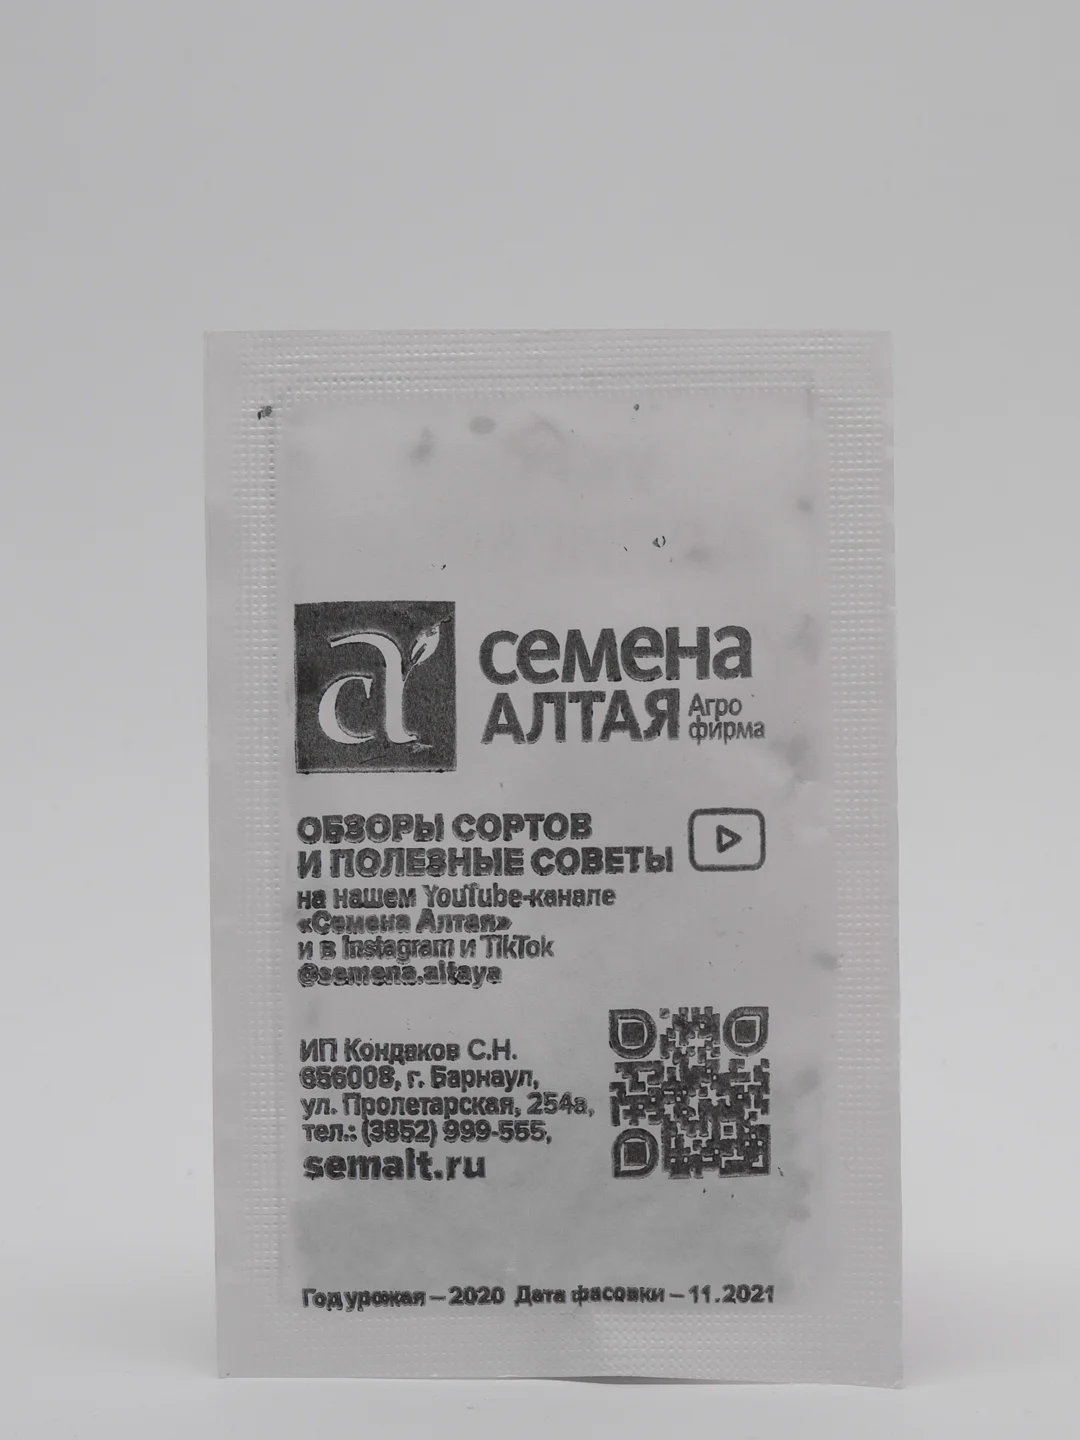 семена
АЛТАЯ
Агро
фирма
ОБЗОРЫ СОРТОВ
И ПОЛЕЗНЫЕ СОВЕТЫ
на нашем YouTube-канале
«Семена Алтая»
и в Instagram и TikTok
@semena.altaya
ИП Кондаков С.Н.
656008, г. Барнаул,
ул. Пролетарская, 254а,
тел.: (3852) 999-555,
semalt.ru
Год урожая – 2020 Дата фасовки – 11.2021